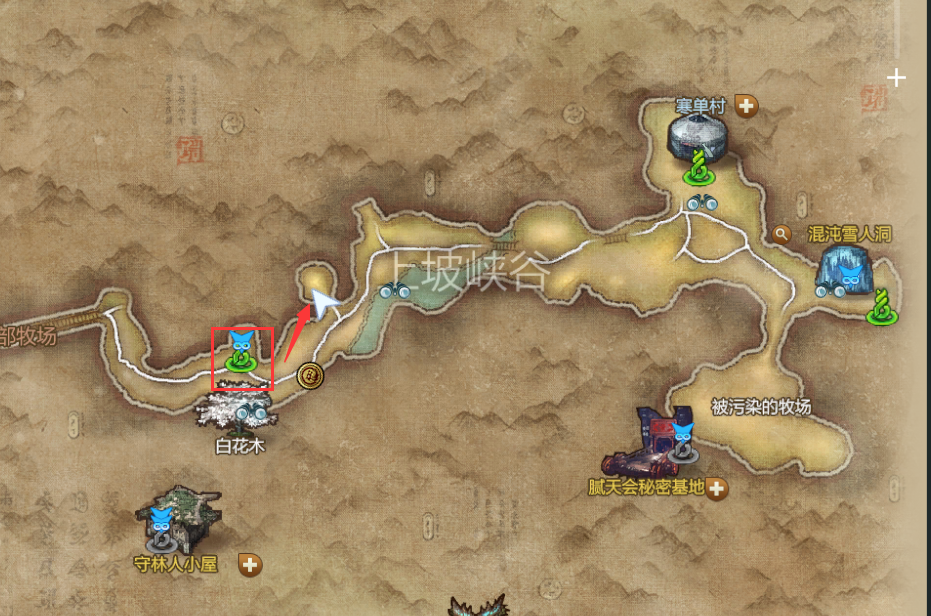 寒单村
混沌雪人洞
上坡峡谷
部牧场
被污染的牧场
白花木
腻天会秘密基地
守林人小屋